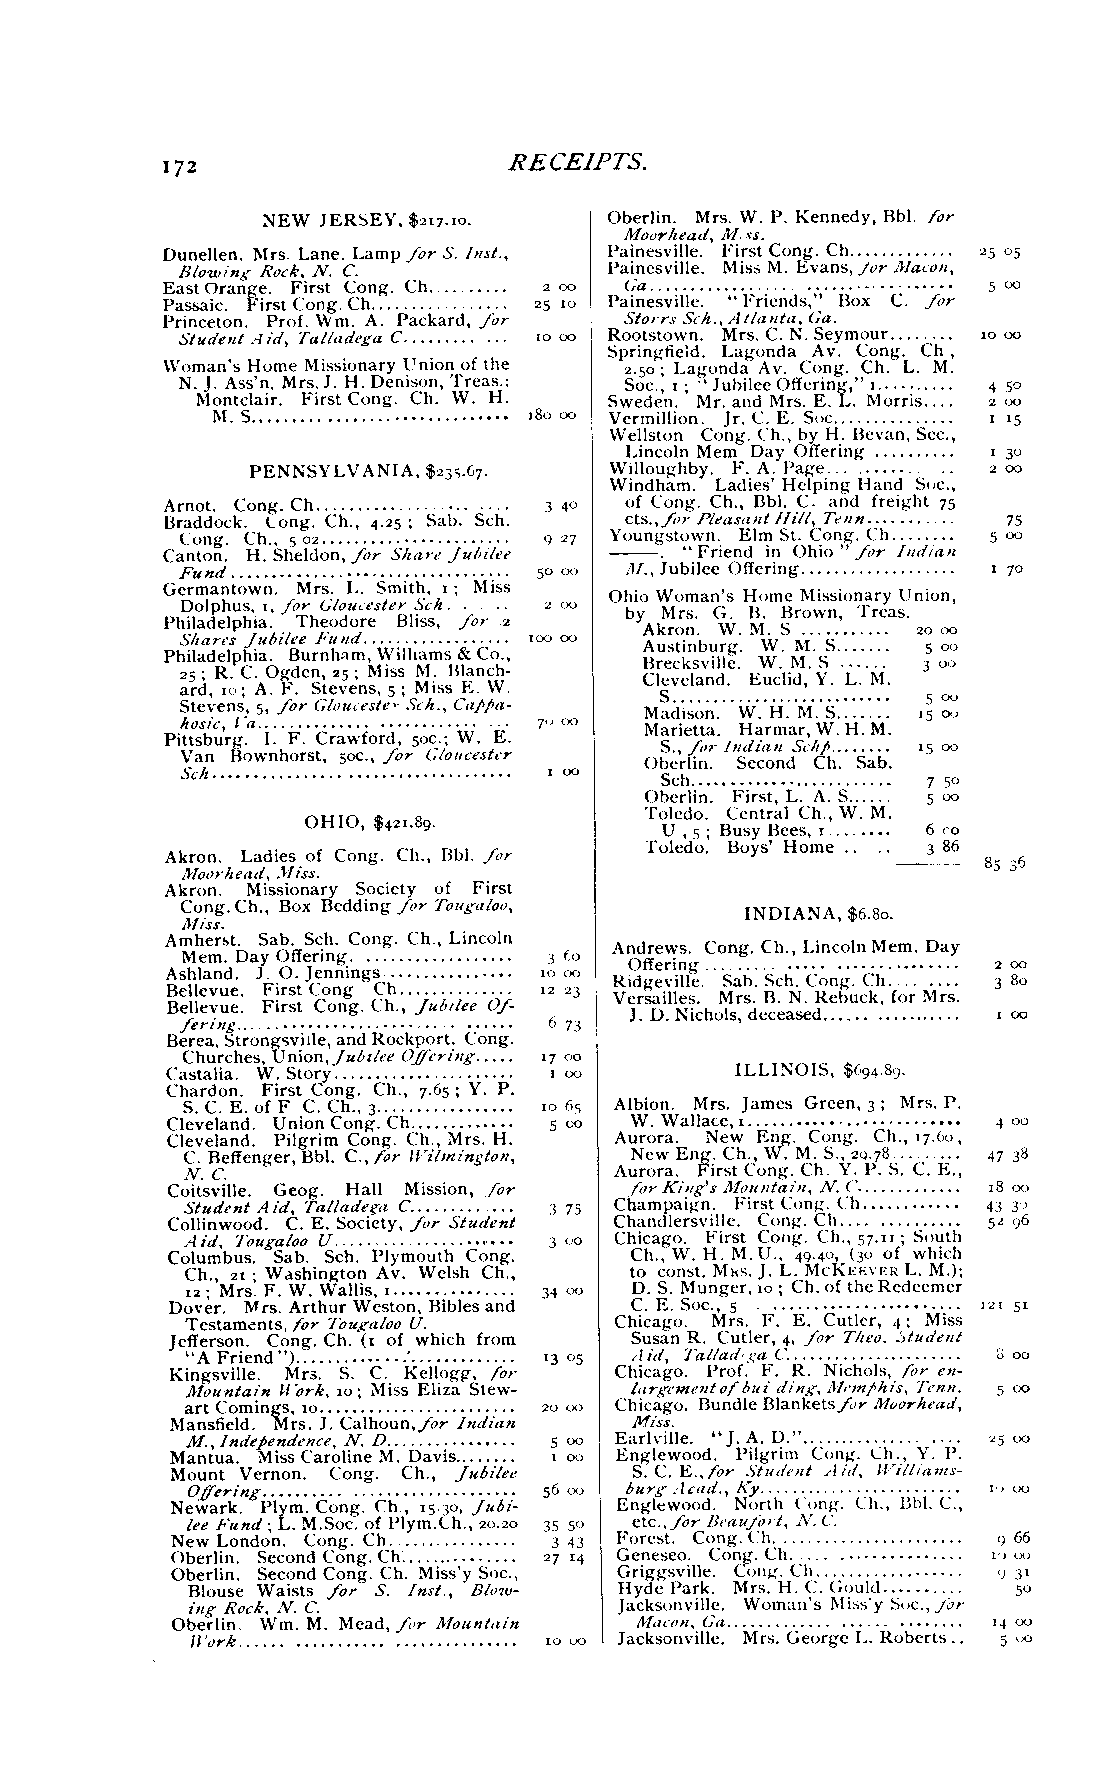 172
RECEIPTS.
NEW JERSEY, $217.10.
Dunellen. Mrs. Lane. Lamp for S. Inst.,
Blowing Rock, N. C.
East Orange. First Cong. Ch.......... 2 00
Passaic. First Cong. Ch................. 25 10
Princeton. Prof. Wm. A. Packard, for
Student Aid, Talladega C............. 10 00
Woman's Home Missionary Union of the
N. J. Ass'n, Mrs. J. H. Denison, Treas.:
Montclair. First Cong. Ch. W. H.
M. S................................ 180 00
PENNSYLVANIA, $235.67.
Arnot. Cong. Ch........................ 3 40
Braddock. Cong. Ch., 4.25; Sab. Sch.
Cong. Ch., 5 02....................... 9 27
Canton. H. Sheldon, for Share Jubilee
Fund.................................. 50 00
Germantown. Mrs. L. Smith, 1; Miss
Dolphus, 1, for Gloucester Sch. . . . .. 2 00
Philadelphia. Theodore Bliss, for 2
Shares Jubilee Fund.................. 100 00
Philadelphia. Burnham, Williams & Co.,
25; R. C. Ogden, 25; Miss M. Blanch-
ard, 10; A. F. Stevens, 5; Miss E. W.
Stevens, 5, for Gloucester Sch., Cappa-
hosic, Va.............................. 70 00
Pittsburg. I. F. Crawford, 50c.; W. E.
Van Bownhorst, 50c., for Gloucester
Sch..................................... 1 00
OHIO, $421.89.
Akron. Ladies of Cong. Ch., Bbl. for
Moorhead, Miss.
Akron. Missionary Society of First
Cong. Ch., Box Bedding for Tougaloo,
Miss.
Amherst. Sab. Sch. Cong. Ch., Lincoln
Mem. Day Offering. .................. 3 60
Ashland. J. O. Jennings................ 10 00
Bellevue. First Cong Ch.............. 12 23
Bellevue. First Cong. Ch., Jubilee Of-
fering.................................. 6 73
Berea, Strongsville, and Rockport. Cong.
Churches, Union, Jubilee Offering..... 17 00
Castalia. W. Story...................... 1 00
Chardon. First Cong. Ch., 7.65; Y. P.
S. C. E. of F C. Ch., 3................. 10 65
Cleveland. Union Cong. Ch............. 5 00
Cleveland. Pilgrim Cong. Ch., Mrs. H.
C. Beffenger, Bbl. C., for Wilmington,
N. C.
Coitsville. Geog. Hall Mission, for
Student Aid, Talladega C............. 3 75
Collinwood. C. E. Society, for Student
Aid, Tougaloo U....................... 3 00
Columbus. Sab. Sch. Plymouth Cong.
Ch., 21; Washington Av. Welsh Ch.,
12; Mrs. F. W. Wallis, 1............... 34 00
Dover. Mrs. Arthur Weston, Bibles and
Testaments, for Tougaloo U.
Jefferson. Cong. Ch. (1 of which from
"A Friend")........................... 13 05
Kingsville. Mrs. S. C. Kellogg, for
Mountain Work, 10; Miss Eliza Stew-
art Comings, 10........................ 20 00
Mansfield. Mrs. J. Calhoun, for Indian
M., Independence, N. D................ 5 00
Mantua. Miss Caroline M. Davis........ 1 00
Mount Vernon. Cong. Ch., Jubilee
Offering............................... 56 00
Newark. Plym. Cong. Ch., 15.30, Jubi-
lee Fund; L. M.Soc. of Plym.Ch., 20.20 35 50
New London. Cong. Ch................ 3 43
Oberlin. Second Cong. Ch............... 27 14
Oberlin. Second Cong. Ch. Miss'y Soc.,
Blouse Waists for S. Inst., Blow-
ing Rock, N. C.
Oberlin. Wm. M. Mead, for Mountain
Work................................. 10 00
Oberlin. Mrs. W. P. Kennedy, Bbl. for
Moorhead, M.ss.
Painesville. First Cong. Ch............. 25 05
Painesville. Miss M. Evans, for Macon,
Ga..................................... 5 00
Painesville. "Friends," Box C. for
Storrs Sch., Atlanta, Ga.
Rootstown. Mrs. C. N. Seymour........ 10 00
Springfield. Lagonda Av. Cong. Ch,
2.50; Lagonda Av. Cong. Ch. L. M.
Soc., 1; "Jubilee Offering," 1.......... 4 50
Sweden. Mr. and Mrs. E. L. Morris.... 2 00
Vermillion. Jr. C. E. Soc............... 1 15
Wellston Cong. Ch., by H. Bevan, Sec.,
Lincoln Mem Day Offering .......... 1 30
Willoughby. F. A. Page................ 2 00
Windham. Ladies' Helping Hand Soc.,
of Cong. Ch., Bbl. C. and freight 75
cts., for Pleasant Hill, Tenn........... 75
Youngstown. Elm St. Cong. Ch........ 5 00
———. "Friend in Ohio" for Indian
M., Jubilee Offering................... 1 70
Ohio Woman's Home Missionary Union,
by Mrs. G. B. Brown, Treas.
Akron. W. M. S ........... 20 00
Austinburg. W. M. S....... 5 00
Brecksville. W. M. S ...... 3 00
Cleveland. Euclid, Y. L. M.
S........................... 5 00
Madison. W. H. M. S....... 15 00
Marietta. Harmar, W. H. M.
S., for Indian Schp........ 15 00
Oberlin. Second Ch. Sab.
Sch......................... 7 50
Oberlin. First, L. A. S...... 5 00
Toledo. Central Ch., W. M.
U, 5; Busy Bees, 1........ 6 00
Toledo. Boys' Home .. .. 3 86
——— 85 36
INDIANA, $6.80.
Andrews. Cong. Ch., Lincoln Mem. Day
Offering............................... 2 00
Ridgeville. Sab. Sch. Cong. Ch......... 3 80
Versailles. Mrs. B. N. Rebuck, for Mrs.
J. D. Nichols, deceased................. 1 00
ILLINOIS, $694.89.
Albion. Mrs. James Green, 3; Mrs. P.
W. Wallace, 1.......................... 4 00
Aurora. New Eng. Cong. Ch., 17.60,
New Eng. Ch., W. M. S., 29.78......... 47 38
Aurora. First Cong. Ch. Y. P. S. C. E.,
for King's Mountain, N. C............. 18 00
Champaign. First Cong. Ch............ 43 30
Chandlersville. Cong. Ch............... 52 96
Chicago. First Cong. Ch., 57.11; South
Ch., W. H. M. U., 49.40, (30 of which
to const. MRS. J. L. MCKEEVER L. M.);
D. S. Munger, 10; Ch. of the Redeemer
C. E. Soc., 5 ......................... 121 51
Chicago. Mrs. F. E. Cutler, 4; Miss
Susan R. Cutler, 4, for Theo. Student
Aid, Talladega C...................... 8 00
Chicago. Prof. F. R. Nichols, for en-
largement of bui ding, Memphis, Tenn. 5 00
Chicago. Bundle Blankets for Moorhead,
Miss.
Earlville. "J. A. D.".................... 25 00
Englewood. Pilgrim Cong. Ch., Y. P.
S. C. E., for Student Aid, Williams-
burg Acad., Ky........................ 10 00
Englewood. North Cong. Ch., Bbl. C.,
etc., for Beaufort, N. C.
Forest. Cong. Ch....................... 9 66
Geneseo. Cong. Ch..................... 10 00
Griggsville. Cong. Ch.................. 9 31
Hyde Park. Mrs. H. C. Gould.......... 50
Jacksonville. Woman's Miss'y Soc., for
Macon, Ga............................. 14 00
Jacksonville. Mrs. George L. Roberts.. 5 00